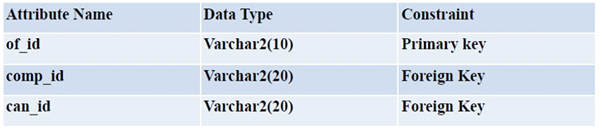 Attribute Name Data Type Constraint
of_id Varchar2(10) Primary key
comp_id Varchar2(20) Foreign Key
can_id Varchar2(20) Foreign Key